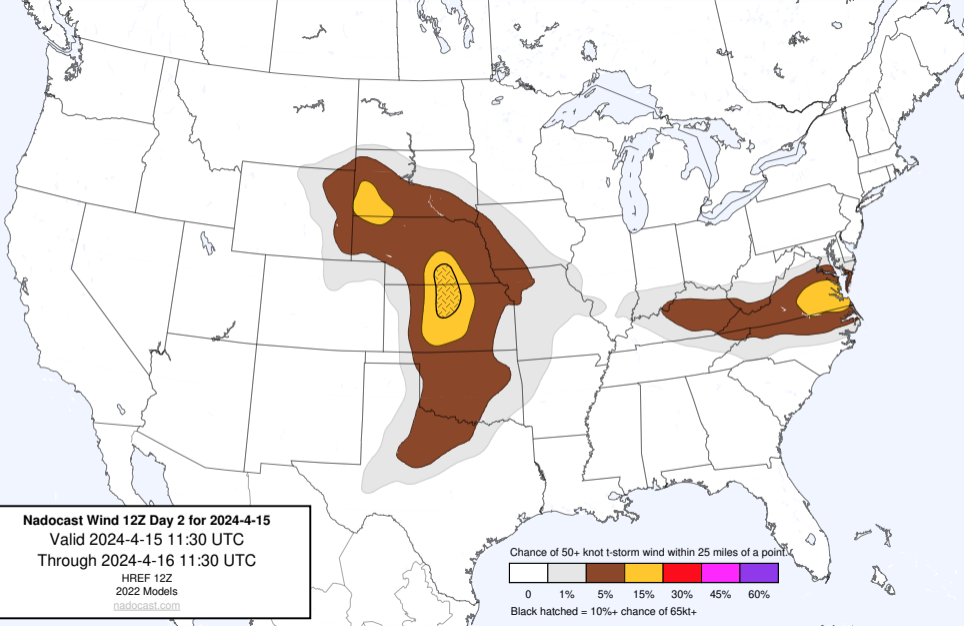 Nadocast Wind 12Z Day 2 for 2024-4-15
Valid 2024-4-15 11:30 UTC
Through 2024-4-16 11:30 UTC
HREF 12Z
2022 Models
nadocast.com
Chance of 50+ knot t-storm wind within 25 miles of a point.
0 1% 5% 15% 30% 45% 60%
Black hatched = 10%+ chance of 65kt+